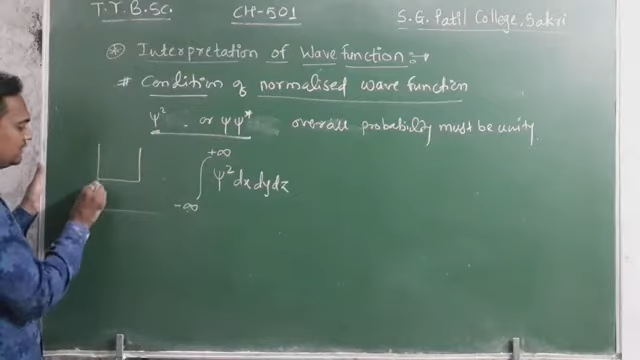 T.Y.B.Sc. CH-501 S.G. Patil College, Sakri
* Interpretation of Wave function :→
# Condition of normalised wave function
ψ² . or ψψ* overall probability must be unity.
+∞
∫ ψ² dx dy dz
-∞